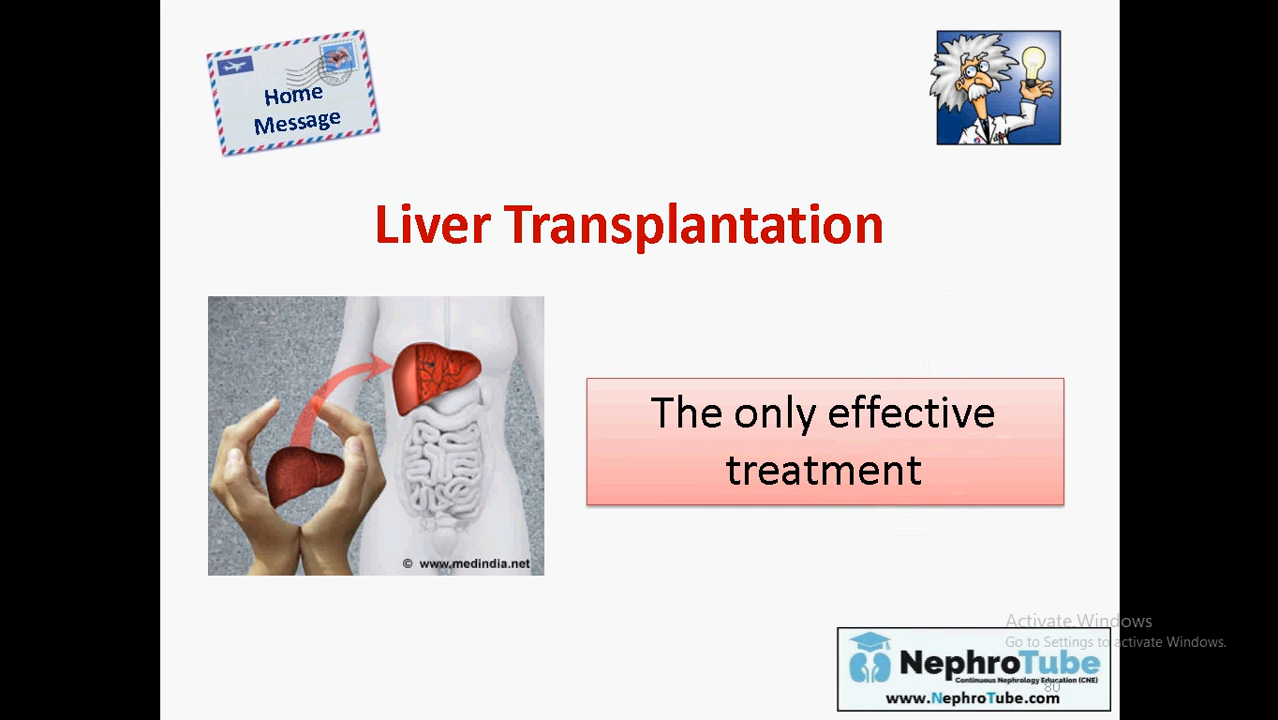 Home
Message
Liver Transplantation
The only effective
treatment
© www.medindia.net
Activate Windows
Go to Settings to activate Windows.
NephroTube
Continuous Nephrology Education (CNE)
80
www.NephroTube.com